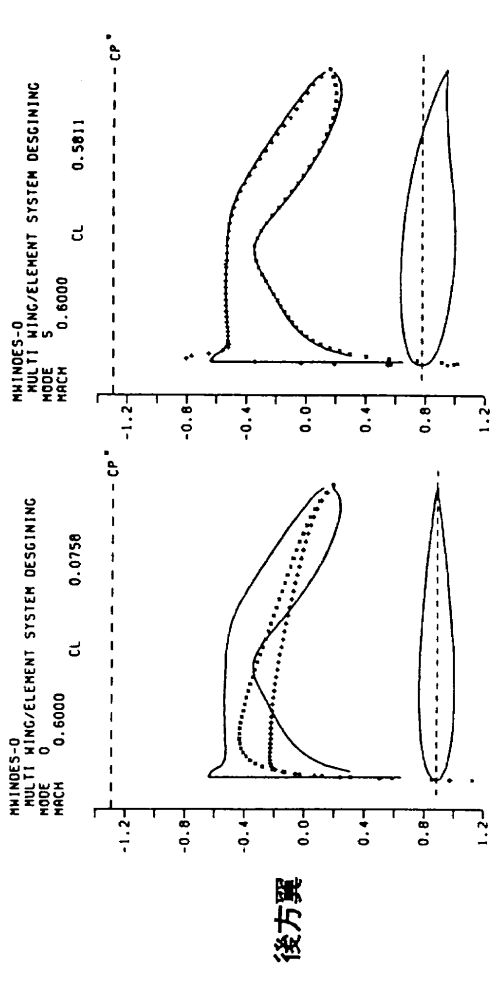 MWINDES-O
MULTI WING/ELEMENT SYSTEM DESGINING
MODE 0
MACH 0.6000 CL 0.0758
CP*
-1.2
-0.8
-0.4
0.0
0.4
0.8
1.2
後方翼
MWINDES-O
MULTI WING/ELEMENT SYSTEM DESGINING
MODE 5
MACH 0.6000 CL 0.5811
CP*
-1.2
-0.8
-0.4
0.0
0.4
0.8
1.2